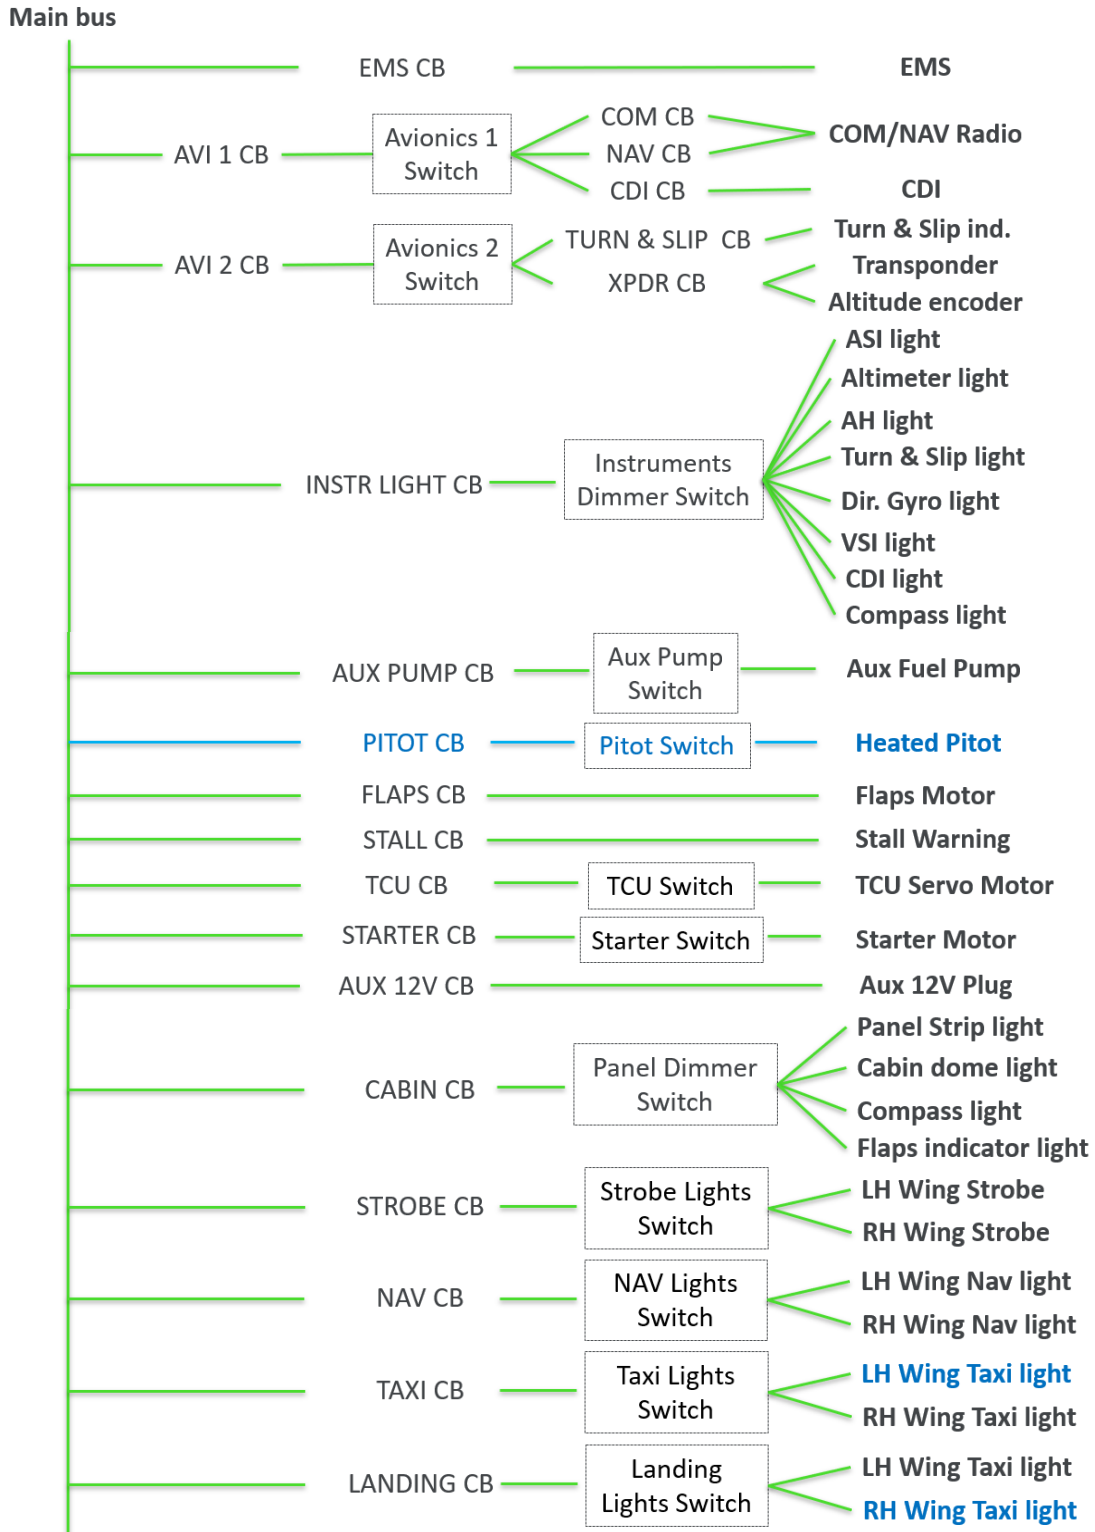 Main bus
EMS CB
EMS
AVI 1 CB
Avionics 1
Switch
COM CB
NAV CB
CDI CB
COM/NAV Radio
CDI
AVI 2 CB
Avionics 2
Switch
TURN & SLIP CB
XPDR CB
Turn & Slip ind.
Transponder
Altitude encoder
INSTR LIGHT CB
Instruments
Dimmer Switch
ASI light
Altimeter light
AH light
Turn & Slip light
Dir. Gyro light
VSI light
CDI light
Compass light
AUX PUMP CB
Aux Pump
Switch
Aux Fuel Pump
PITOT CB
Pitot Switch
Heated Pitot
FLAPS CB
Flaps Motor
STALL CB
Stall Warning
TCU CB
TCU Switch
TCU Servo Motor
STARTER CB
Starter Switch
Starter Motor
AUX 12V CB
Aux 12V Plug
CABIN CB
Panel Dimmer
Switch
Panel Strip light
Cabin dome light
Compass light
Flaps indicator light
STROBE CB
Strobe Lights
Switch
LH Wing Strobe
RH Wing Strobe
NAV CB
NAV Lights
Switch
LH Wing Nav light
RH Wing Nav light
TAXI CB
Taxi Lights
Switch
LH Wing Taxi light
RH Wing Taxi light
LANDING CB
Landing
Lights Switch
LH Wing Taxi light
RH Wing Taxi light